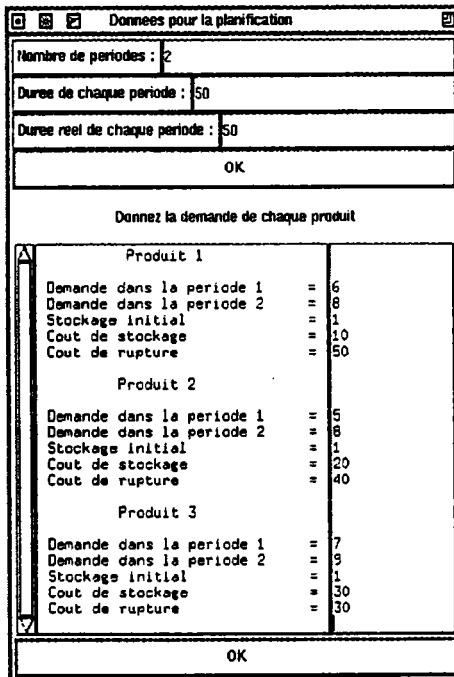 Donnees pour la planification
Nombre de periodes : 2
Duree de chaque periode : 50
Duree reel de chaque periode : 50
OK
Donnez la demande de chaque produit
Produit 1
Demande dans la periode 1 = 6
Demande dans la periode 2 = 8
Stockage initial = 1
Cout de stockage = 10
Cout de rupture = 50
Produit 2
Demande dans la periode 1 = 5
Demande dans la periode 2 = 8
Stockage initial = 1
Cout de stockage = 20
Cout de rupture = 40
Produit 3
Demande dans la periode 1 = 7
Demande dans la periode 2 = 9
Stockage initial = 1
Cout de stockage = 30
Cout de rupture = 30
OK